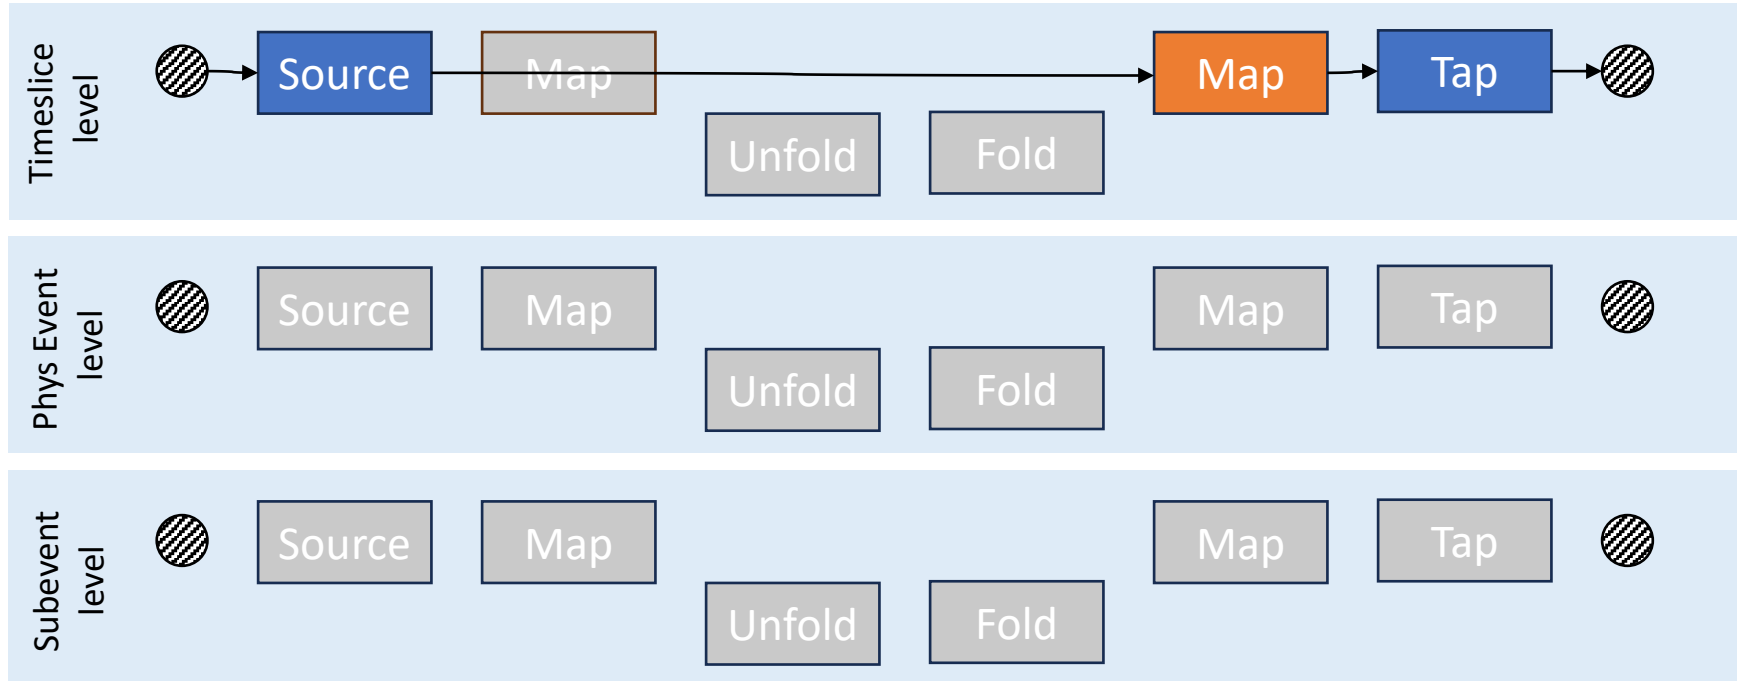 Timeslice
level
Source
Map
Unfold
Fold
Map
Tap
Phys Event
level
Source
Map
Unfold
Fold
Map
Tap
Subevent
level
Source
Map
Unfold
Fold
Map
Tap